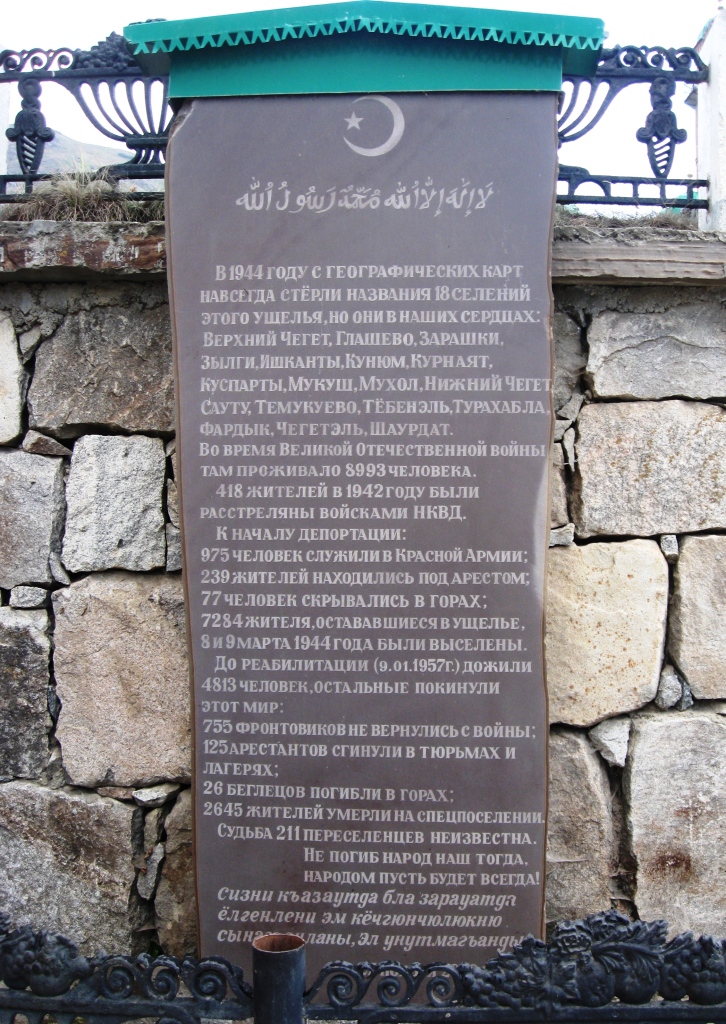 لا إله إلا الله محمد رسول الله
В 1944 ГОДУ С ГЕОГРАФИЧЕСКИХ КАРТ
НАВСЕГДА СТЁРЛИ НАЗВАНИЯ 18 СЕЛЕНИЙ
ЭТОГО УЩЕЛЬЯ, НО ОНИ В НАШИХ СЕРДЦАХ:
ВЕРХНИЙ ЧЕГЕТ, ГЛАШЕВО, ЗАРАШКИ,
ЗЫЛГИ, ИШКАНТЫ, КУНЮМ, КУРНАЯТ,
КУСПАРТЫ, МУКУШ, МУХОЛ, НИЖНИЙ ЧЕГЕТ,
САУТУ, ТЕМУКУЕВО, ТЁБЕНЭЛЬ, ТУРАХАБЛА,
ФАРДЫК, ЧЕГЕТЭЛЬ, ШАУРДАТ.
ВО ВРЕМЯ ВЕЛИКОЙ ОТЕЧЕСТВЕННОЙ ВОЙНЫ
ТАМ ПРОЖИВАЛО 8993 ЧЕЛОВЕКА.
418 ЖИТЕЛЕЙ В 1942 ГОДУ БЫЛИ
РАССТРЕЛЯНЫ ВОЙСКАМИ НКВД.
К НАЧАЛУ ДЕПОРТАЦИИ:
975 ЧЕЛОВЕК СЛУЖИЛИ В КРАСНОЙ АРМИИ;
239 ЖИТЕЛЕЙ НАХОДИЛИСЬ ПОД АРЕСТОМ;
77 ЧЕЛОВЕК СКРЫВАЛИСЬ В ГОРАХ;
7284 ЖИТЕЛЯ, ОСТАВАВШИЕСЯ В УЩЕЛЬЕ,
8 И 9 МАРТА 1944 ГОДА БЫЛИ ВЫСЕЛЕНЫ.
ДО РЕАБИЛИТАЦИИ (9.01.1957Г.) ДОЖИЛИ
4813 ЧЕЛОВЕК, ОСТАЛЬНЫЕ ПОКИНУЛИ
ЭТОТ МИР:
755 ФРОНТОВИКОВ НЕ ВЕРНУЛИСЬ С ВОЙНЫ;
125 АРЕСТАНТОВ СГИНУЛИ В ТЮРЬМАХ И
ЛАГЕРЯХ;
26 БЕГЛЕЦОВ ПОГИБЛИ В ГОРАХ;
2645 ЖИТЕЛЕЙ УМЕРЛИ НА СПЕЦПОСЕЛЕНИИ.
СУДЬБА 211 ПЕРЕСЕЛЕНЦЕВ НЕИЗВЕСТНА.
НЕ ПОГИБ НАРОД НАШ ТОГДА,
НАРОДОМ ПУСТЬ БУДЕТ ВСЕГДА!
Сизни къазаутда бла зарауатда
ёлгенлени эм кёчгюнчюлюкню
эл унутмагъанды